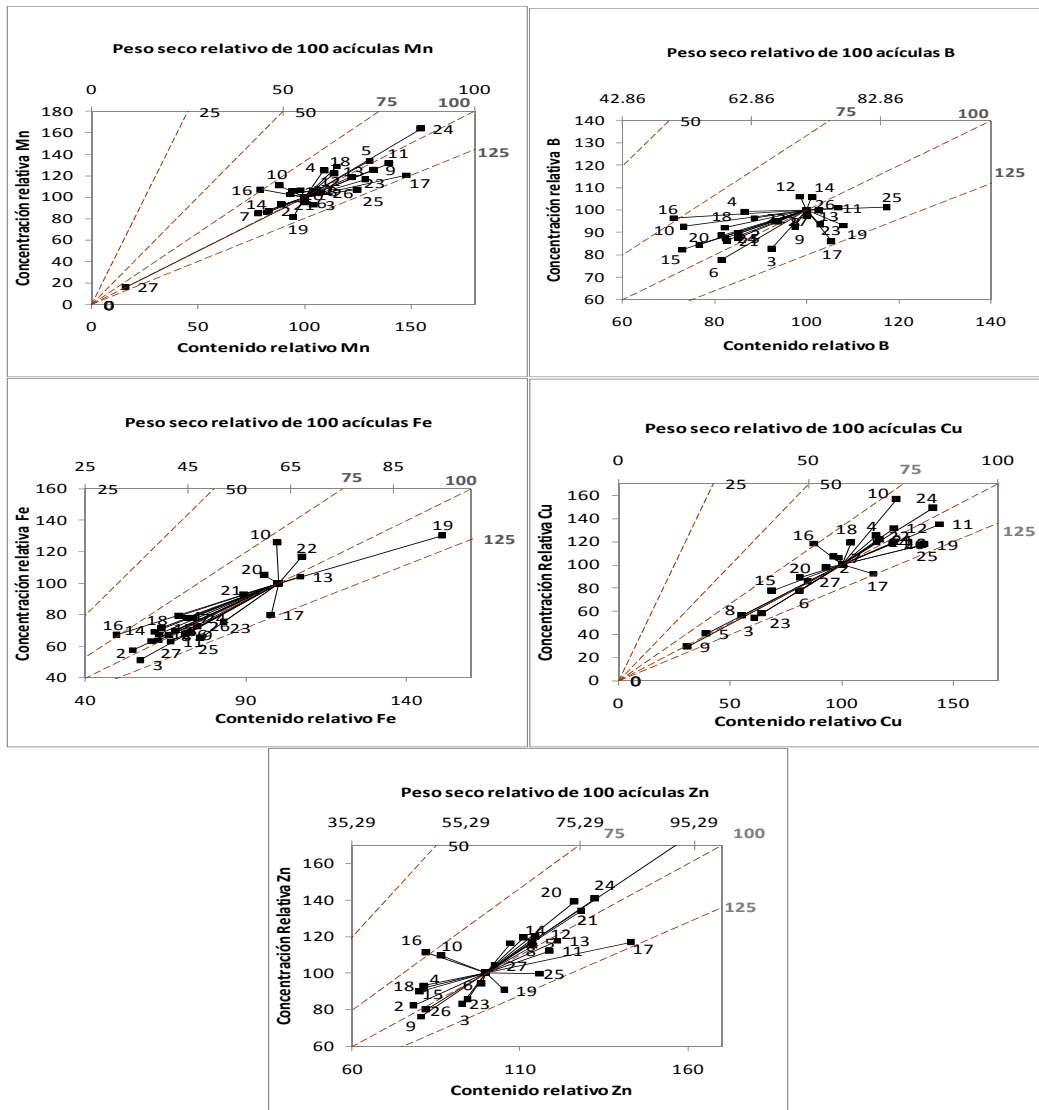 Peso seco relativo de 100 acículas Mn
0 50 100
25 50 75 100 125
Concentración relativa Mn
180
160
140
120
100
80
60
40
20
0
24
5 11
18
4 13 9
10
16 23 17
26 25
14 3
7 2 21
19
27
0
0 50 100 150
Contenido relativo Mn
Peso seco relativo de 100 acículas B
42.86 62.86 82.86
50 75 100 125
Concentración relativa B
140
130
120
110
100
90
80
70
60
12 14
16 4 26 11 25
10 13
20 21 9 23 19
15 3 17
6
60 80 100 120 140
Contenido relativo B
Peso seco relativo de 100 acículas Fe
25 45 65 85
25 50 75 100 125
Concentración relativa Fe
160
140
120
100
80
60
40
19
10
22
20 13
21
16 14 18 17
26 23
2 11 25
3 27
40 90 140
Contenido relativo Fe
Peso seco relativo de 100 acículas Cu
0 50 100
25 50 75 125
Concentración Relativa Cu
160
140
120
100
80
60
40
20
0
10 24
16 18 4 12 11
19
25
20 2
15 27 17
8 6
5 3
9
0
0 50 100 150
Contenido relativo Cu
Peso seco relativo de 100 acículas Zn
35,29 55,29 75,29 95,29
50 75 100 125
Concentración Relativa Zn
160
140
120
100
80
60
20 24
21
16 10 14 12
5 13 17
8 11
27
18 4 6 25
15 19
2 26 23
9 3
60 110 160
Contenido relativo Zn